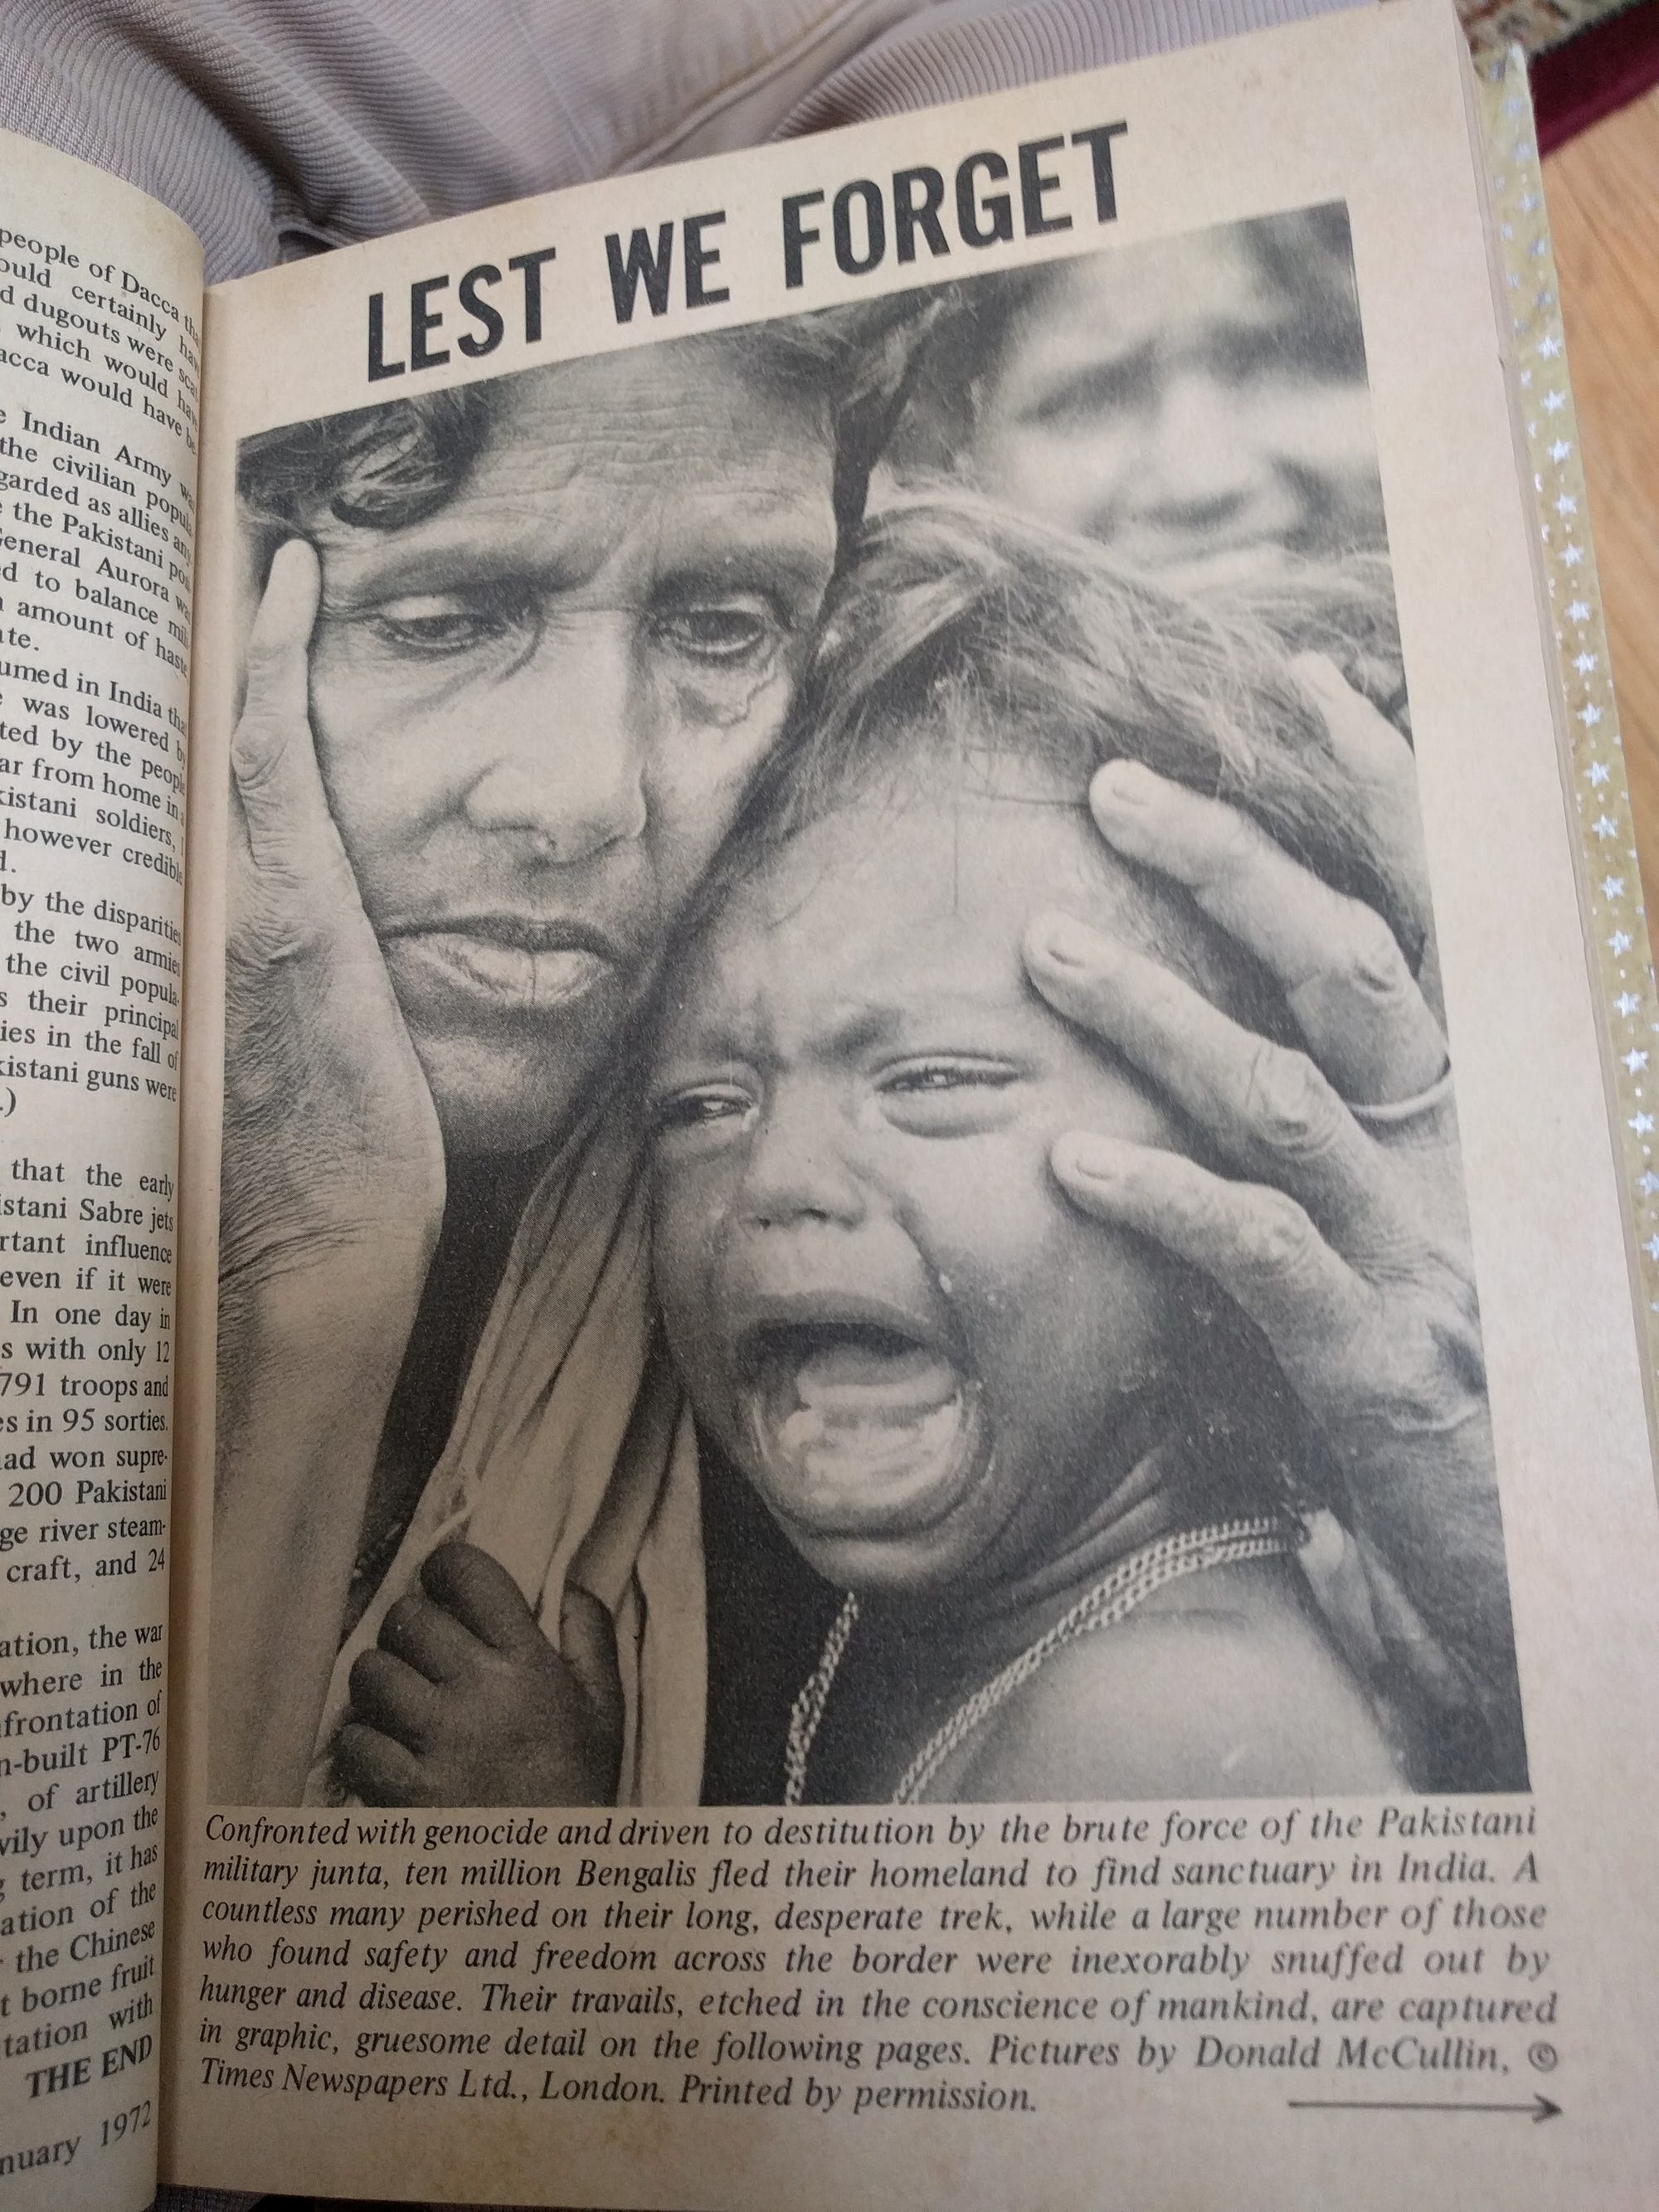 people of Dacca
certainly
d dugouts were
which would
acca would have
Indian Army
the civilian
garded as allies
the Pakistani
General Aurora
ed to balance
amount of
ate.
umed in India
was lowered
ted by the
ar from home in
kistani soldiers,
however credible
d.
by the disparities
the two armies
the civil popula-
s their principal
ies in the fall of
kistani guns were
.)
that the early
istani Sabre jets
rtant influence
even if it were
In one day in
s with only 12
791 troops and
es in 95 sorties.
had won supre-
200 Pakistani
ge river steam-
craft, and 24
ation, the war
where in the
nfrontation of
n-built PT-76
, of artillery
vily upon the
g term, it has
ation of the
the Chinese
t borne fruit
tation with
THE END
nuary 1972
LEST WE FORGET
Confronted with genocide and driven to destitution by the brute force of the Pakistani
military junta, ten million Bengalis fled their homeland to find sanctuary in India. A
countless many perished on their long, desperate trek, while a large number of those
who found safety and freedom across the border were inexorably snuffed out by
hunger and disease. Their travails, etched in the conscience of mankind, are captured
in graphic, gruesome detail on the following pages. Pictures by Donald McCullin, ©
Times Newspapers Ltd., London. Printed by permission.